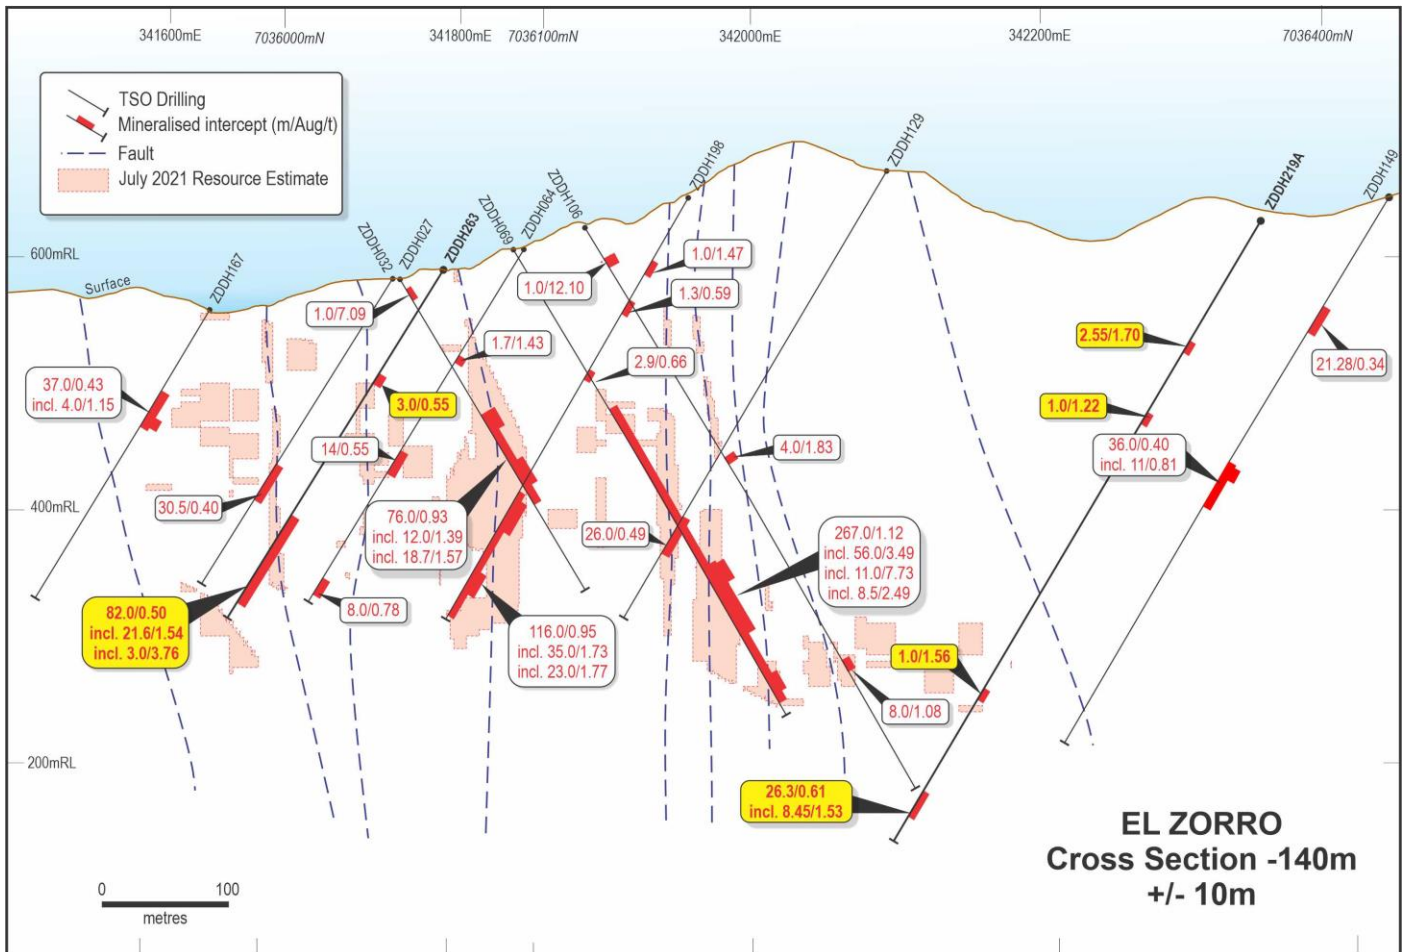 341600mE
7036000mN
341800mE
7036100mN
342000mE
342200mE
7036400mN
TSO Drilling
Mineralised intercept (m/Aug/t)
Fault
July 2021 Resource Estimate
600mRL
400mRL
200mRL
Surface
ZDDH167
ZDDH032
ZDDH027
ZDDH263
ZDDH069
ZDDH064
ZDDH106
ZDDH198
ZDDH129
ZDDH219A
ZDDH149
1.0/7.09
1.0/12.10
1.0/1.47
1.3/0.59
1.7/1.43
2.9/0.66
2.55/1.70
21.28/0.34
37.0/0.43
incl. 4.0/1.15
3.0/0.55
1.0/1.22
14/0.55
4.0/1.83
36.0/0.40
incl. 11/0.81
30.5/0.40
76.0/0.93
incl. 12.0/1.39
incl. 18.7/1.57
26.0/0.49
267.0/1.12
incl. 56.0/3.49
incl. 11.0/7.73
incl. 8.5/2.49
82.0/0.50
incl. 21.6/1.54
incl. 3.0/3.76
8.0/0.78
116.0/0.95
incl. 35.0/1.73
incl. 23.0/1.77
1.0/1.56
8.0/1.08
26.3/0.61
incl. 8.45/1.53
EL ZORRO
Cross Section -140m
+/- 10m
0 100
metres